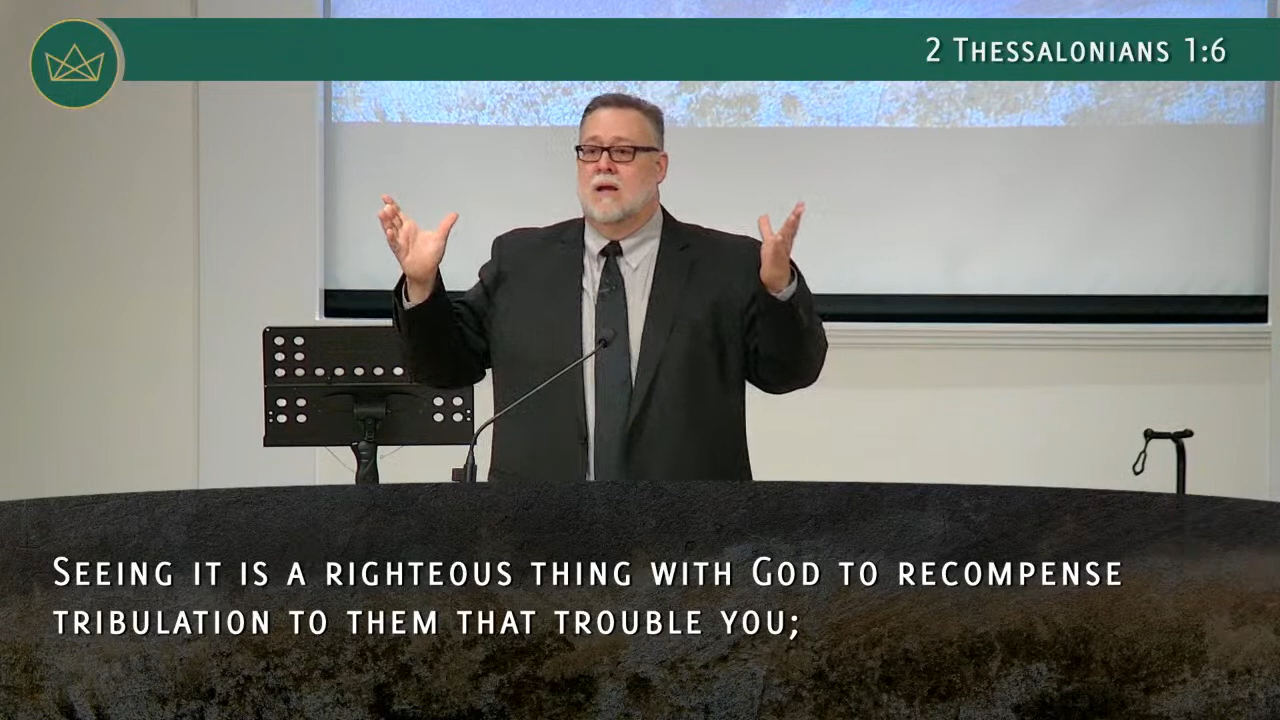 2 Thessalonians 1:6
Seeing it is a righteous thing with God to recompense
tribulation to them that trouble you;